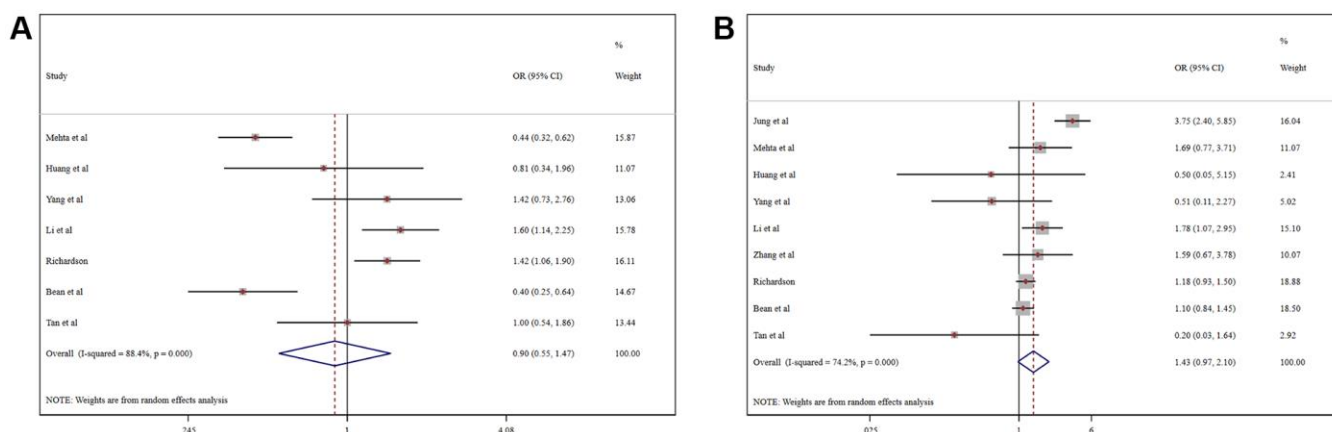 A
%
Study OR (95% CI) Weight
Mehta et al 0.44 (0.32, 0.62) 15.87
Huang et al 0.81 (0.34, 1.96) 11.07
Yang et al 1.42 (0.73, 2.76) 13.06
Li et al 1.60 (1.14, 2.25) 15.78
Richardson 1.42 (1.06, 1.90) 16.11
Bean et al 0.40 (0.25, 0.64) 14.67
Tan et al 1.00 (0.54, 1.86) 13.44
Overall (I-squared = 88.4%, p = 0.000) 0.90 (0.55, 1.47) 100.00
NOTE: Weights are from random effects analysis
.245 1 4.08
B
%
Study OR (95% CI) Weight
Jung et al 3.75 (2.40, 5.85) 16.04
Mehta et al 1.69 (0.77, 3.71) 11.07
Huang et al 0.50 (0.05, 5.15) 2.41
Yang et al 0.51 (0.11, 2.27) 5.02
Li et al 1.78 (1.07, 2.95) 15.10
Zhang et al 1.59 (0.67, 3.78) 10.07
Richardson 1.18 (0.93, 1.50) 18.88
Bean et al 1.10 (0.84, 1.45) 18.50
Tan et al 0.20 (0.03, 1.64) 2.92
Overall (I-squared = 74.2%, p = 0.000) 1.43 (0.97, 2.10) 100.00
NOTE: Weights are from random effects analysis
.025 1 6